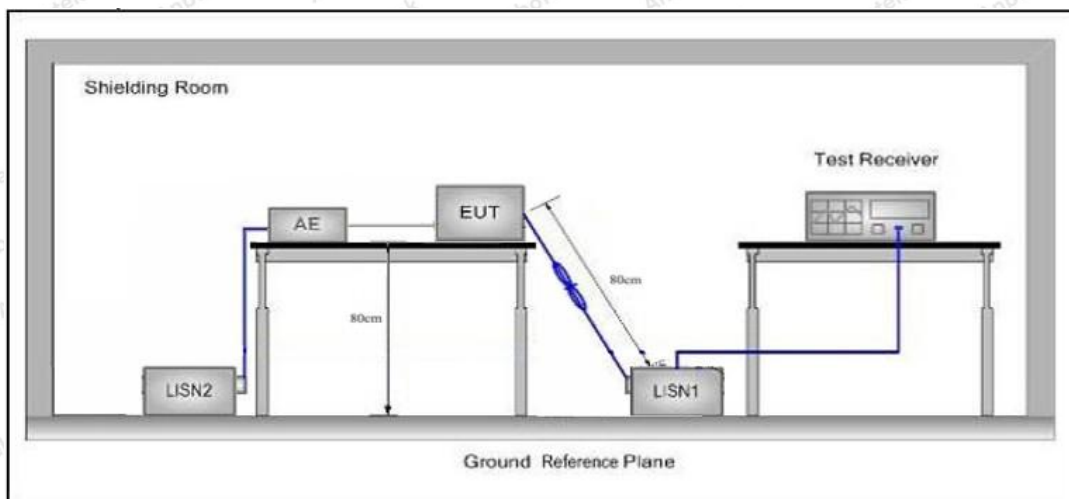 Shielding Room
Test Receiver
AE
EUT
80cm
80cm
LISN2
LISN1
Ground Reference Plane